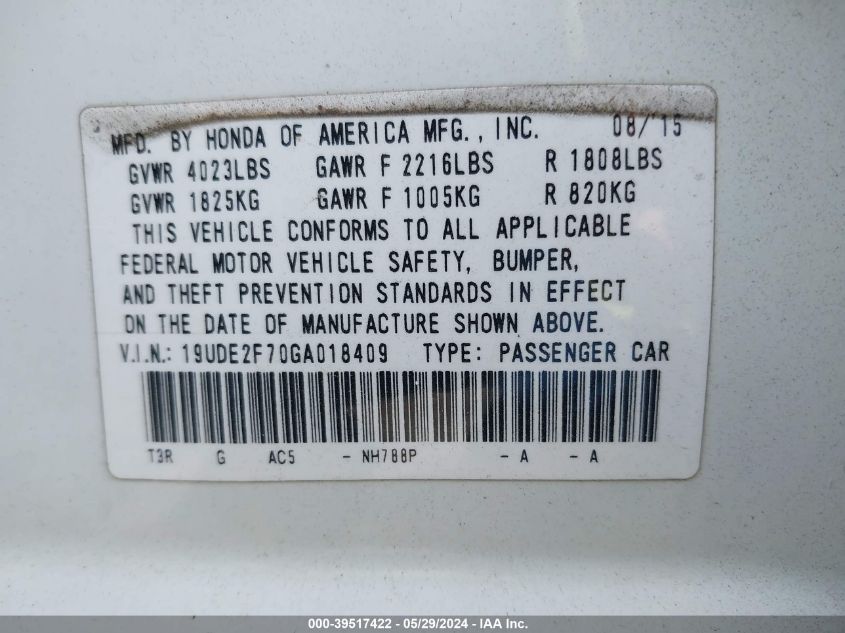 MFD. BY HONDA OF AMERICA MFG., INC. 08/'15
GVWR 4023LBS GAWR F 2216LBS R 1808LBS
GVWR 1825KG GAWR F 1005KG R 820KG
THIS VEHICLE CONFORMS TO ALL APPLICABLE
FEDERAL MOTOR VEHICLE SAFETY, BUMPER,
AND THEFT PREVENTION STANDARDS IN EFFECT
ON THE DATE OF MANUFACTURE SHOWN ABOVE.
V.I.N.: 19UDE2F70GA018409 TYPE: PASSENGER CAR
T3R G AC5 - NH788P - A - A
000-39517422 - 05/29/2024 - IAA Inc.